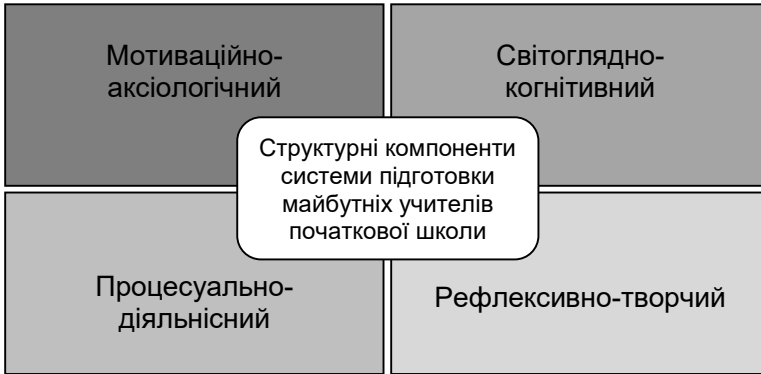 Мотиваційно-
аксіологічний
Світоглядно-
когнітивний
Структурні компоненти
системи підготовки
майбутніх учителів
початкової школи
Процесуально-
діяльнісний
Рефлексивно-творчий